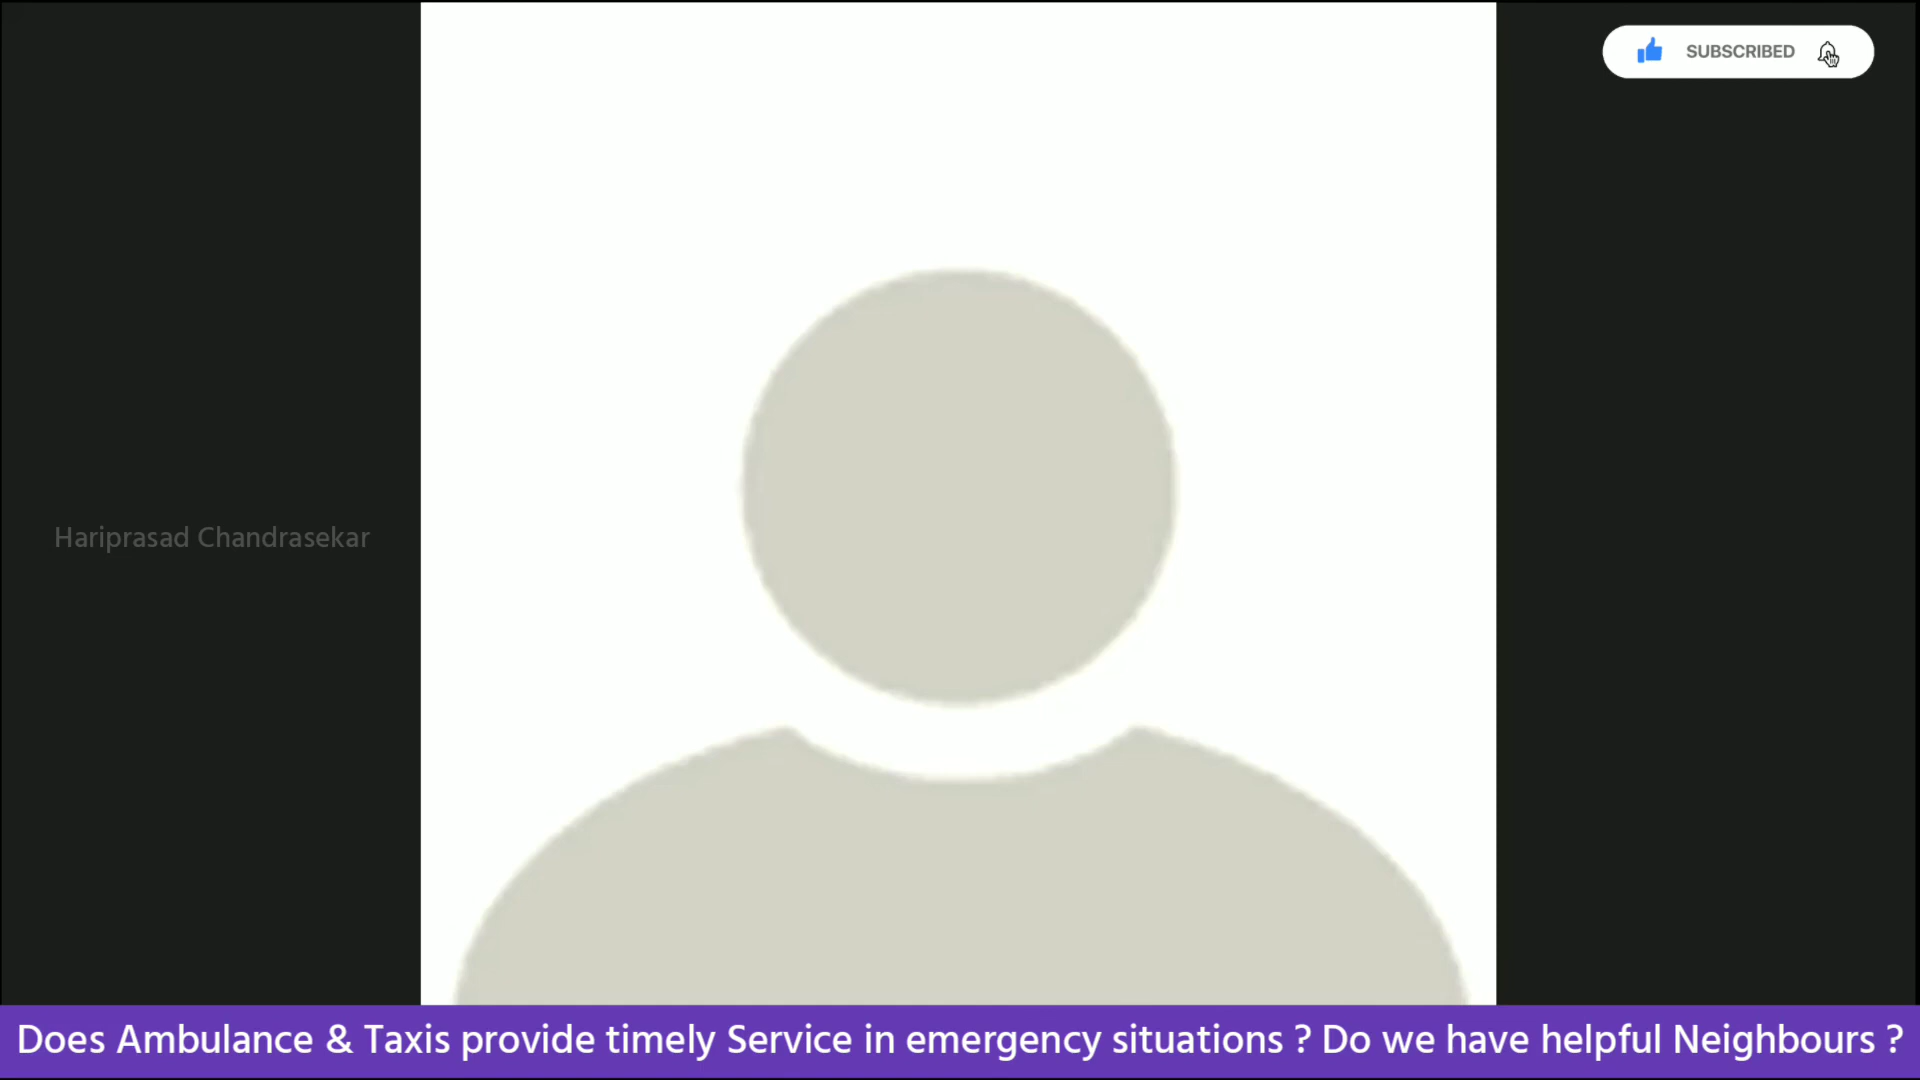 SUBSCRIBED
Hariprasad Chandrasekar
Does Ambulance & Taxis provide timely Service in emergency situations ? Do we have helpful Neighbours ?